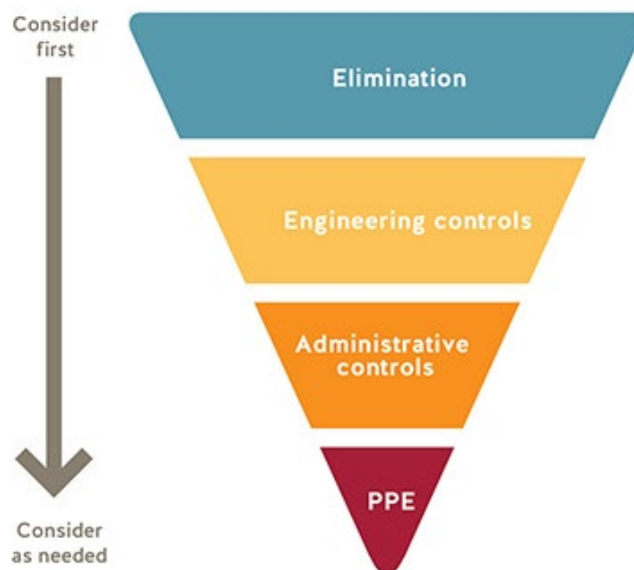 Consider
first
Elimination
Engineering controls
Administrative
controls
PPE
Consider
as needed